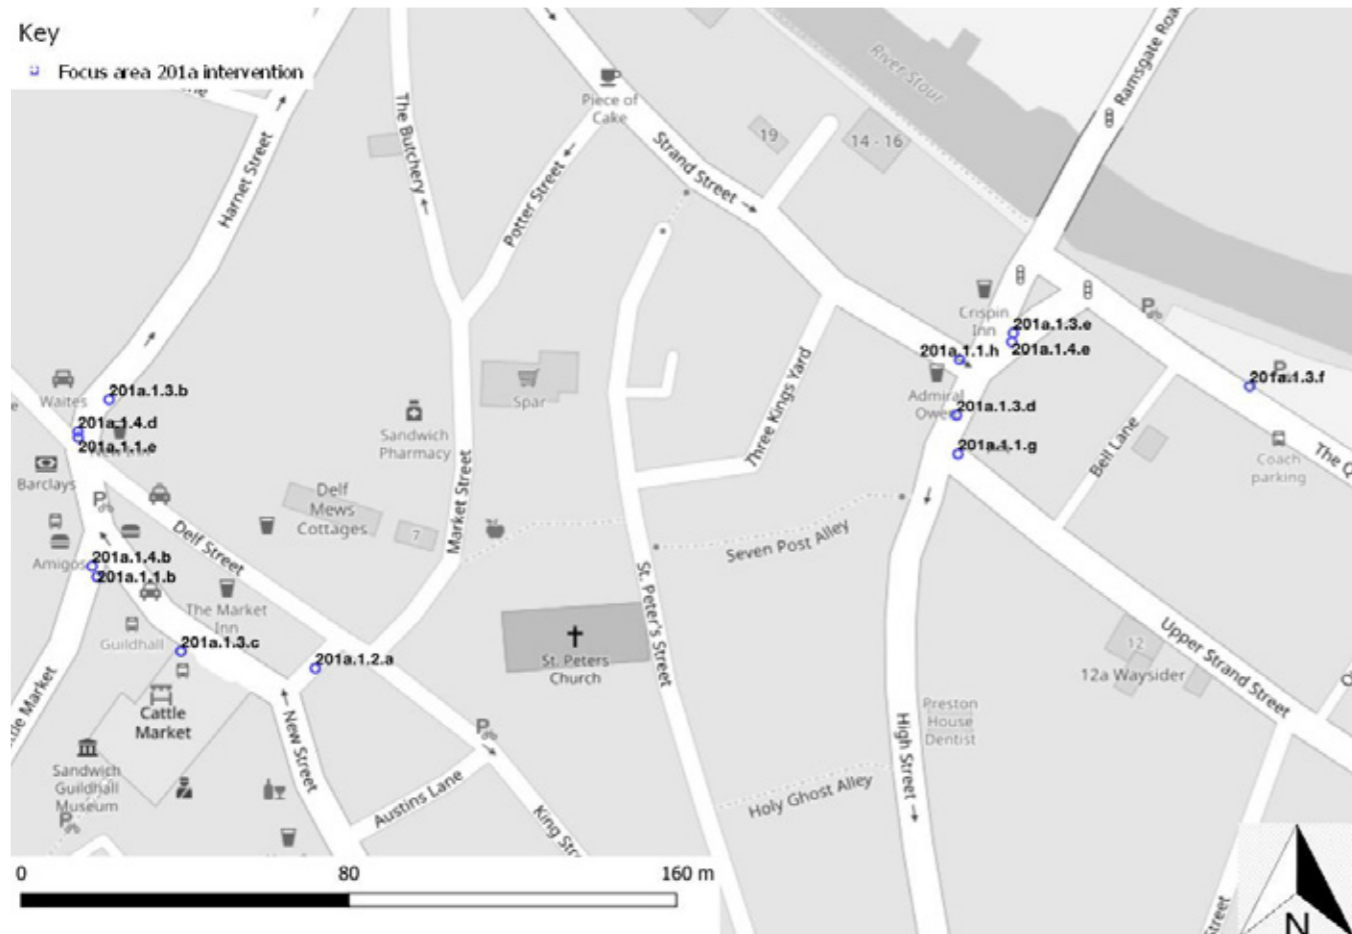 Key
Focus area 201a intervention
Harnet Street
The Butchery
Piece of
Cake
Potter Street
Strand Street
19
14 - 16
River Stour
Ramsgate Road
Crispin
Inn
201a.1.3.e
201a.1.4.e
201a.1.1.h
Admiral
Owen
201a.1.3.d
201a.1.1.g
201a.1.3.f
Coach
parking
The Q
Bell Lane
Three Kings Yard
Spar
Sandwich
Pharmacy
Market Street
Waites
201a.1.3.b
201a.1.4.d
201a.1.1.e
Barclays
Delf
Mews
Cottages
7
Delf Street
Amigos
201a.1.4.b
201a.1.1.b
The Market
Inn
Guildhall
201a.1.3.c
201a.1.2.a
Seven Post Alley
St. Peter's Street
St. Peters
Church
Upper Strand Street
12
12a Waysider
Cattle
Market
New Street
Sandwich
Guildhall
Museum
Austins Lane
King Str
Preston
House
Dentist
High Street
Holy Ghost Alley
0 80 160 m
N